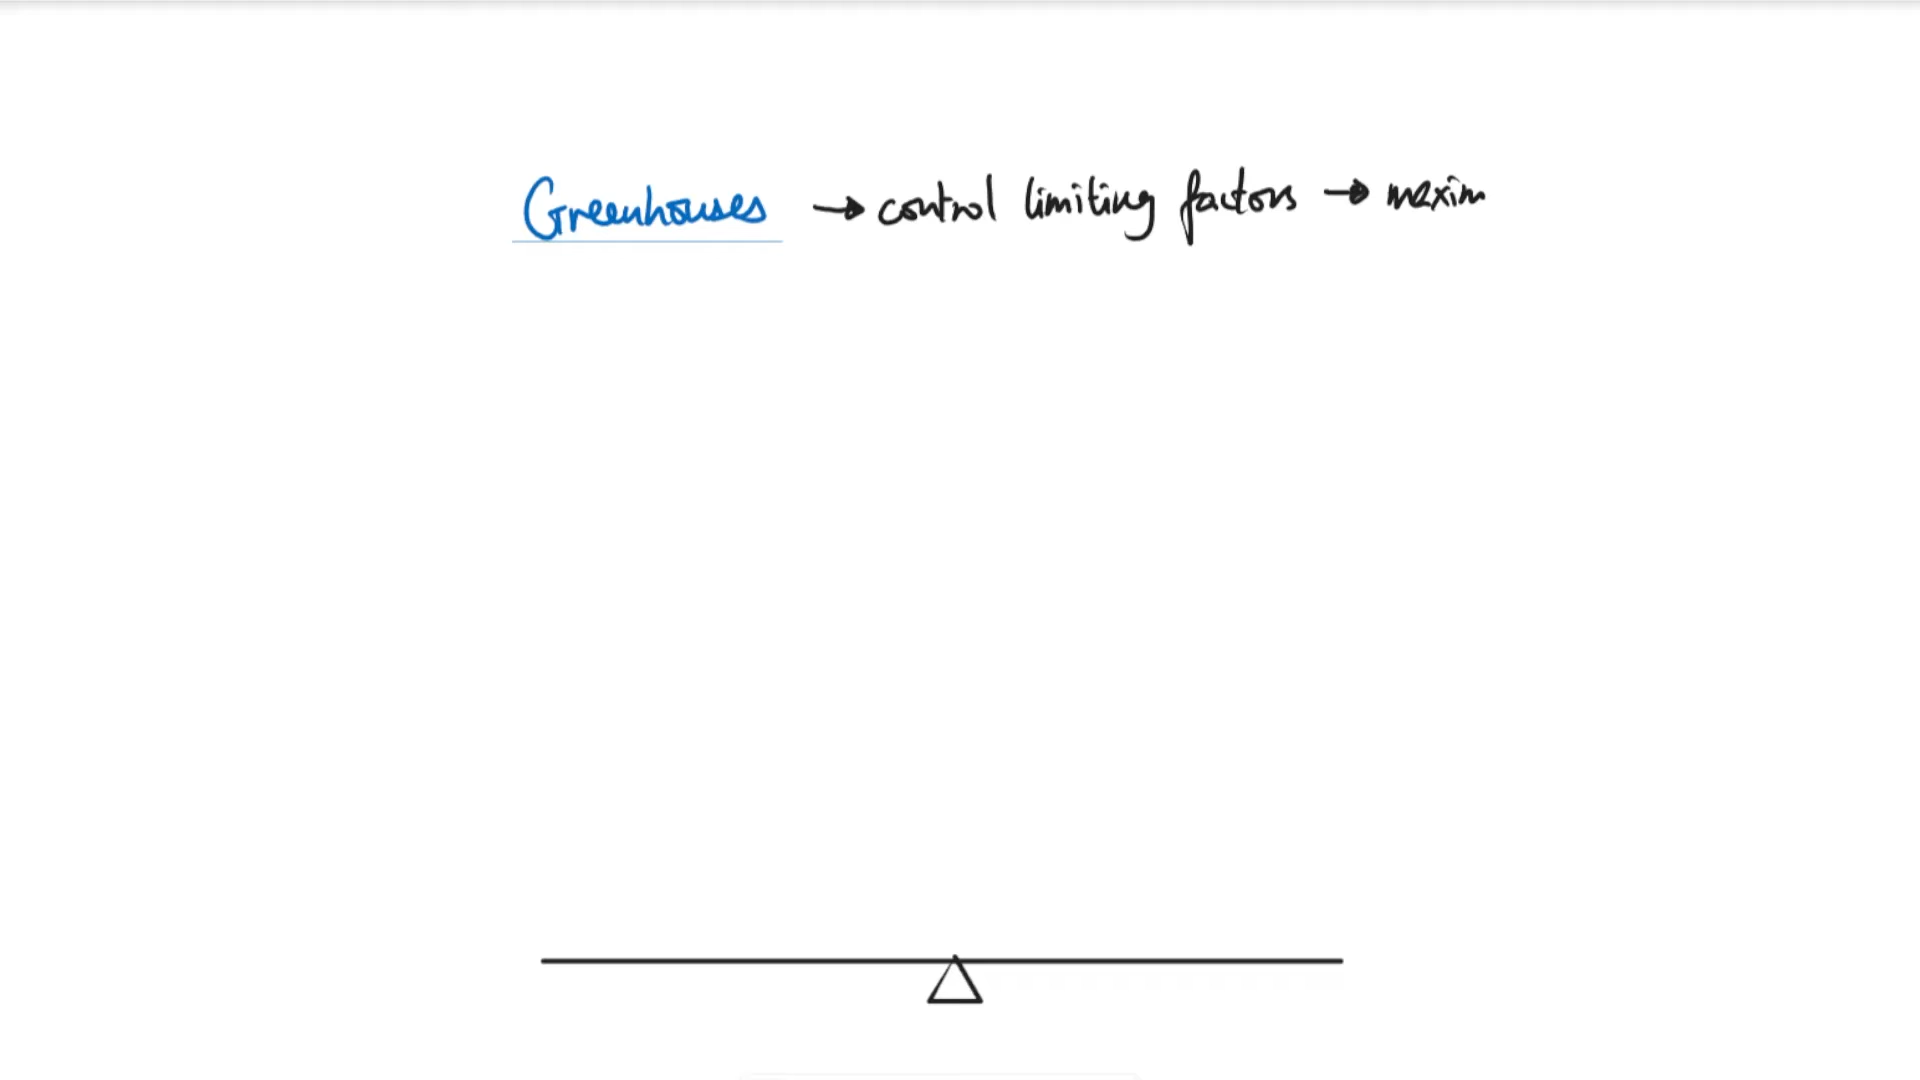 Greenhouses → control limiting factors → maxim